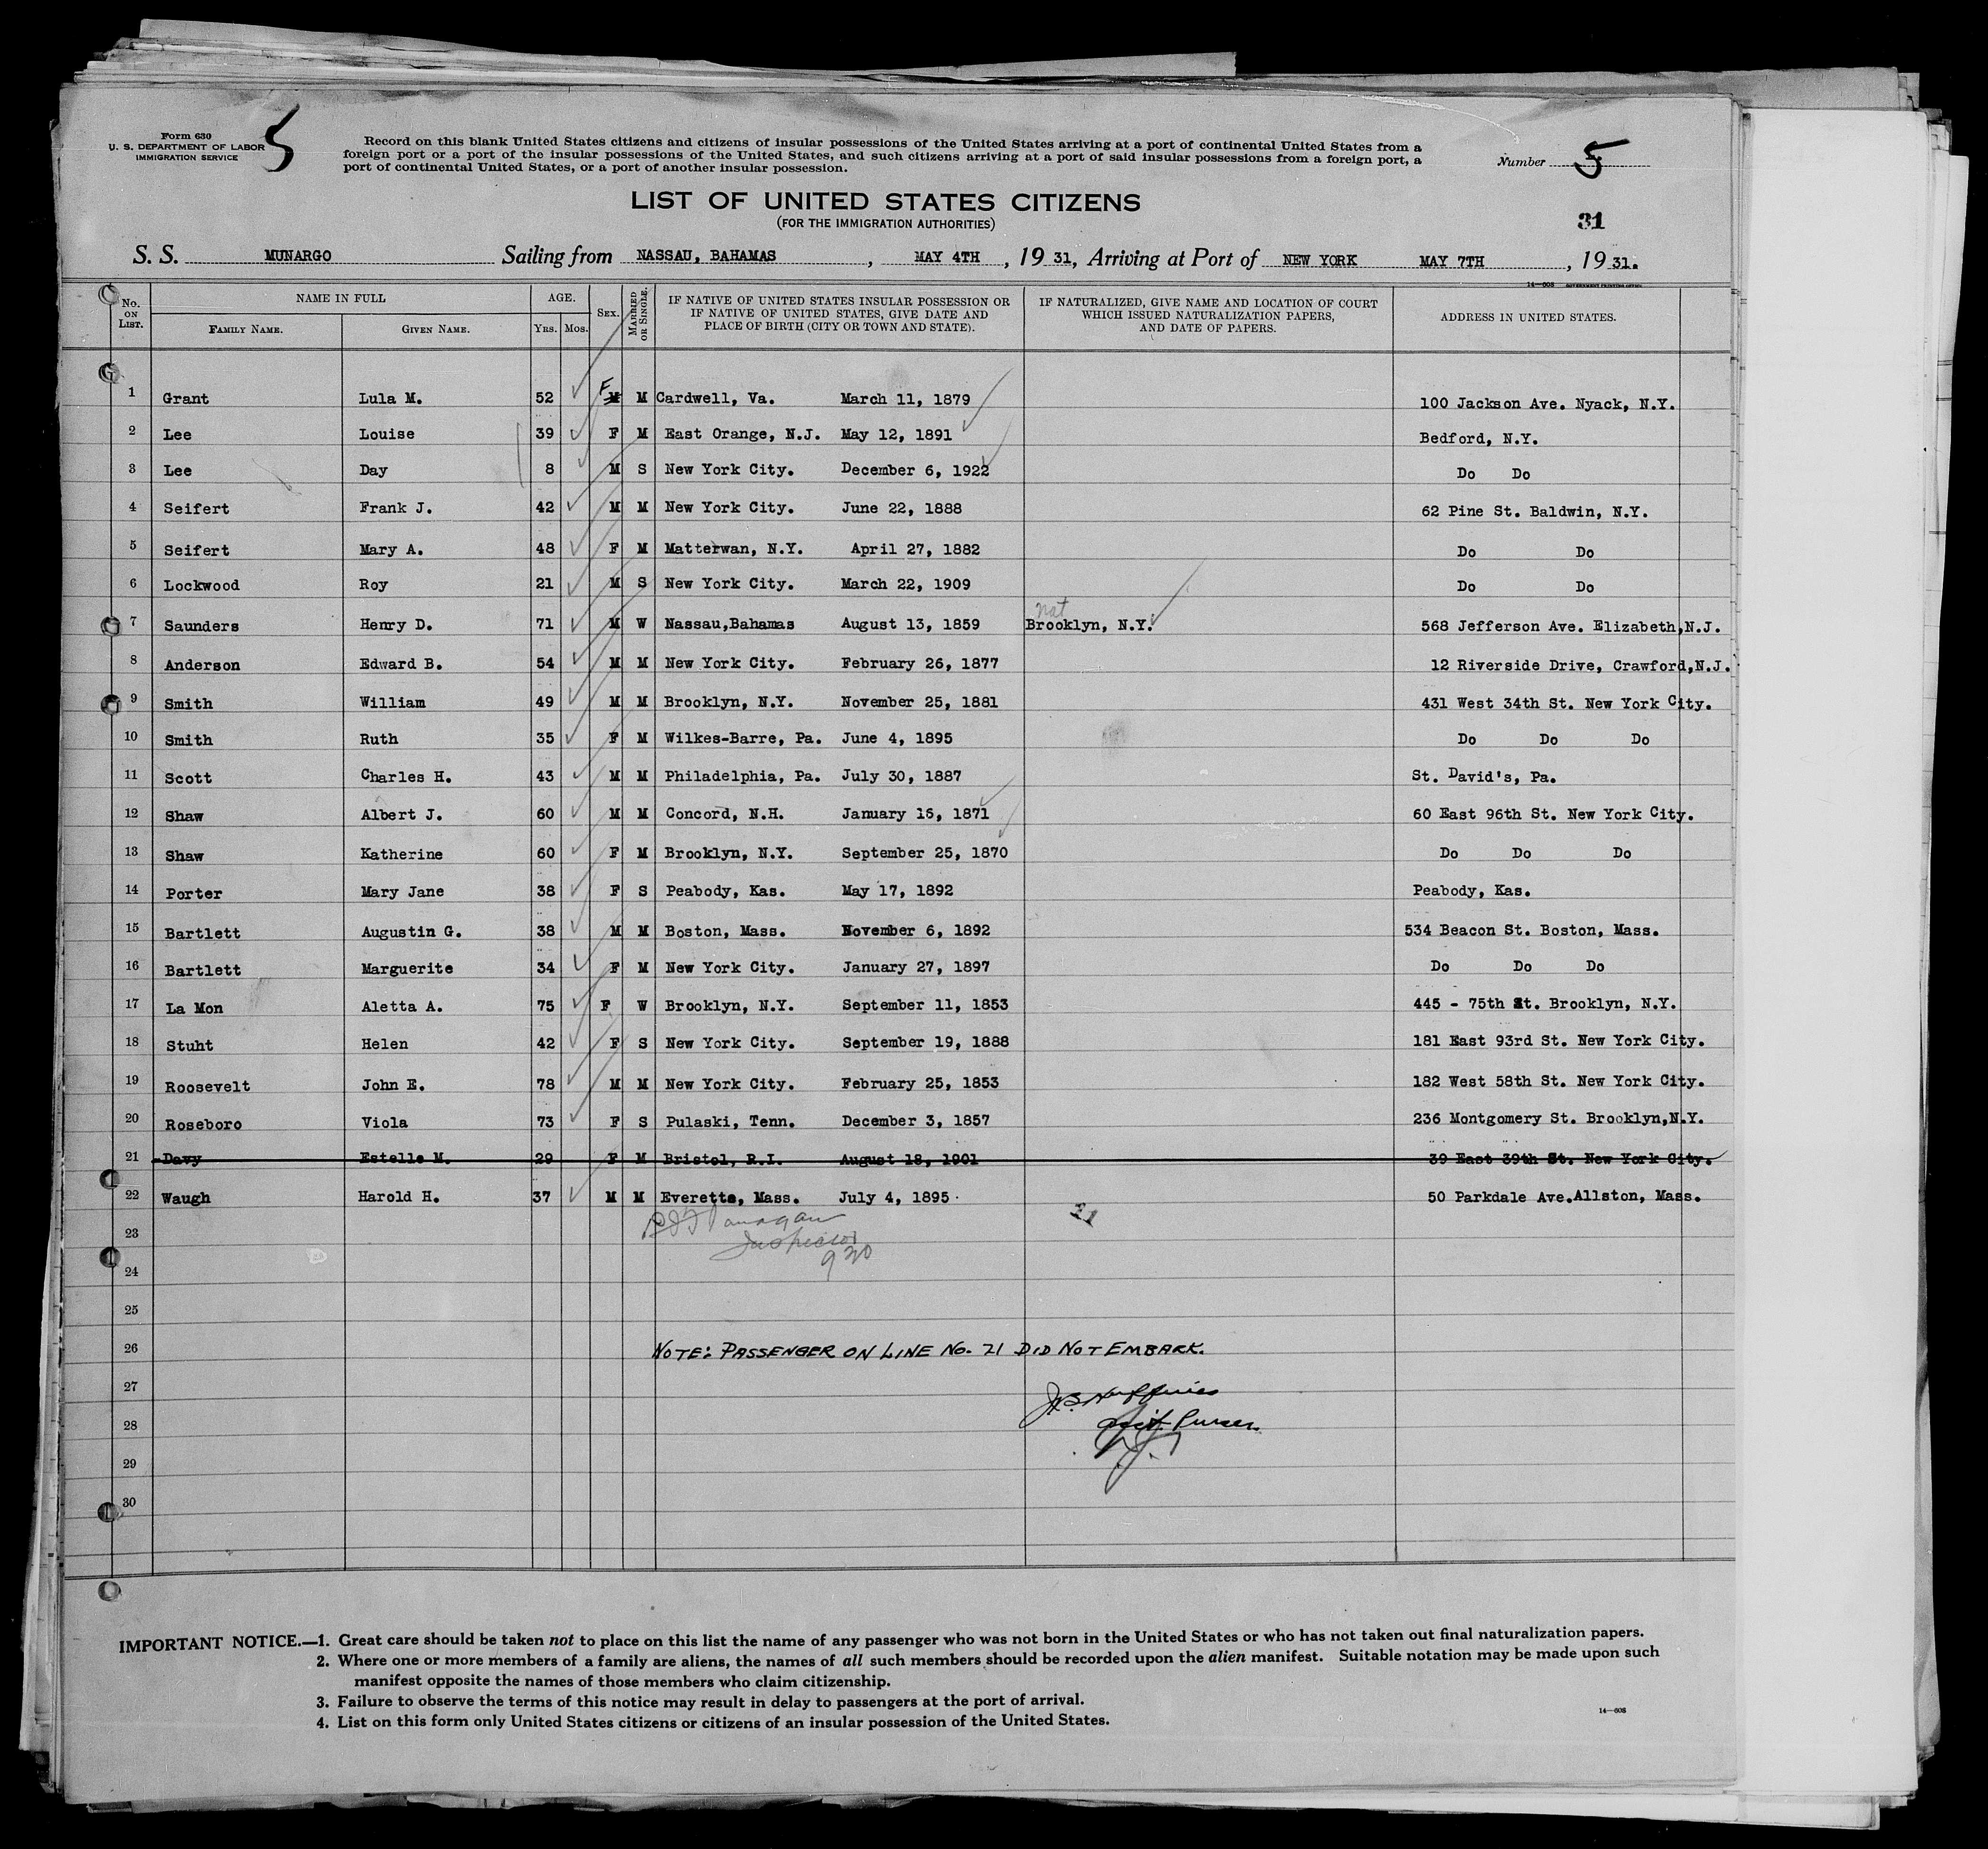 Form 630
U. S. DEPARTMENT OF LABOR
IMMIGRATION SERVICE
5
Record on this blank United States citizens and citizens of insular possessions of the United States arriving at a port of continental United States from a
foreign port or a port of the insular possessions of the United States, and such citizens arriving at a port of said insular possessions from a foreign port, a
port of continental United States, or a port of another insular possession.
Number 5
LIST OF UNITED STATES CITIZENS
(FOR THE IMMIGRATION AUTHORITIES)
31
S. S. MUNARGO Sailing from NASSAU, BAHAMAS, MAY 4TH, 19 31, Arriving at Port of NEW YORK MAY 7TH, 19 31.
14—608 GOVERNMENT PRINTING OFFICE
No. ON LIST. NAME IN FULL FAMILY NAME. GIVEN NAME. AGE. YRS. MOS. SEX. MARRIED OR SINGLE. IF NATIVE OF UNITED STATES INSULAR POSSESSION OR IF NATIVE OF UNITED STATES, GIVE DATE AND PLACE OF BIRTH (CITY OR TOWN AND STATE). IF NATURALIZED, GIVE NAME AND LOCATION OF COURT WHICH ISSUED NATURALIZATION PAPERS, AND DATE OF PAPERS. ADDRESS IN UNITED STATES.
1 Grant Lula M. 52 F M M Cardwell, Va. March 11, 1879 100 Jackson Ave. Nyack, N.Y.
2 Lee Louise 39 F M East Orange, N.J. May 12, 1891 Bedford, N.Y.
3 Lee Day 8 M S New York City. December 6, 1922 Do Do
4 Seifert Frank J. 42 M M New York City. June 22, 1888 62 Pine St. Baldwin, N.Y.
5 Seifert Mary A. 48 F M Matterwan, N.Y. April 27, 1882 Do Do
6 Lockwood Roy 21 M S New York City. March 22, 1909 Do Do
7 Saunders Henry D. 71 M W Nassau,Bahamas August 13, 1859 nat Brooklyn, N.Y. 568 Jefferson Ave. Elizabeth,N.J.
8 Anderson Edward B. 54 M M New York City. February 26, 1877 12 Riverside Drive, Crawford,N.J.
9 Smith William 49 M M Brooklyn, N.Y. November 25, 1881 431 West 34th St. New York City.
10 Smith Ruth 35 F M Wilkes-Barre, Pa. June 4, 1895 Do Do Do
11 Scott Charles H. 43 M M Philadelphia, Pa. July 30, 1887 St. David's, Pa.
12 Shaw Albert J. 60 M M Concord, N.H. January 16, 1871 60 East 96th St. New York City.
13 Shaw Katherine 60 F M Brooklyn, N.Y. September 25, 1870 Do Do Do
14 Porter Mary Jane 38 F S Peabody, Kas. May 17, 1892 Peabody, Kas.
15 Bartlett Augustin G. 38 M M Boston, Mass. November 6, 1892 534 Beacon St. Boston, Mass.
16 Bartlett Marguerite 34 F M New York City. January 27, 1897 Do Do Do
17 La Mon Aletta A. 75 F W Brooklyn, N.Y. September 11, 1853 445 - 75th St. Brooklyn, N.Y.
18 Stuht Helen 42 F S New York City. September 19, 1888 181 East 93rd St. New York City.
19 Roosevelt John E. 78 M M New York City. February 25, 1853 182 West 58th St. New York City.
20 Roseboro Viola 73 F S Pulaski, Tenn. December 3, 1857 236 Montgomery St. Brooklyn,N.Y.
21 Davy Estelle M. 29 F M Bristol, R.I. August 18, 1901 39 East 39th St. New York City.
22 Waugh Harold H. 37 M M Everette, Mass. July 4, 1895 50 Parkdale Ave.Allston, Mass.
21
23
Inspector
24
25
26 NOTE: PASSENGER ON LINE No. 21 DID NOT EMBARK.
27
28 Purser
29
30
IMPORTANT NOTICE.—1. Great care should be taken not to place on this list the name of any passenger who was not born in the United States or who has not taken out final naturalization papers.
2. Where one or more members of a family are aliens, the names of all such members should be recorded upon the alien manifest. Suitable notation may be made upon such
manifest opposite the names of those members who claim citizenship.
3. Failure to observe the terms of this notice may result in delay to passengers at the port of arrival.
4. List on this form only United States citizens or citizens of an insular possession of the United States.
14—608